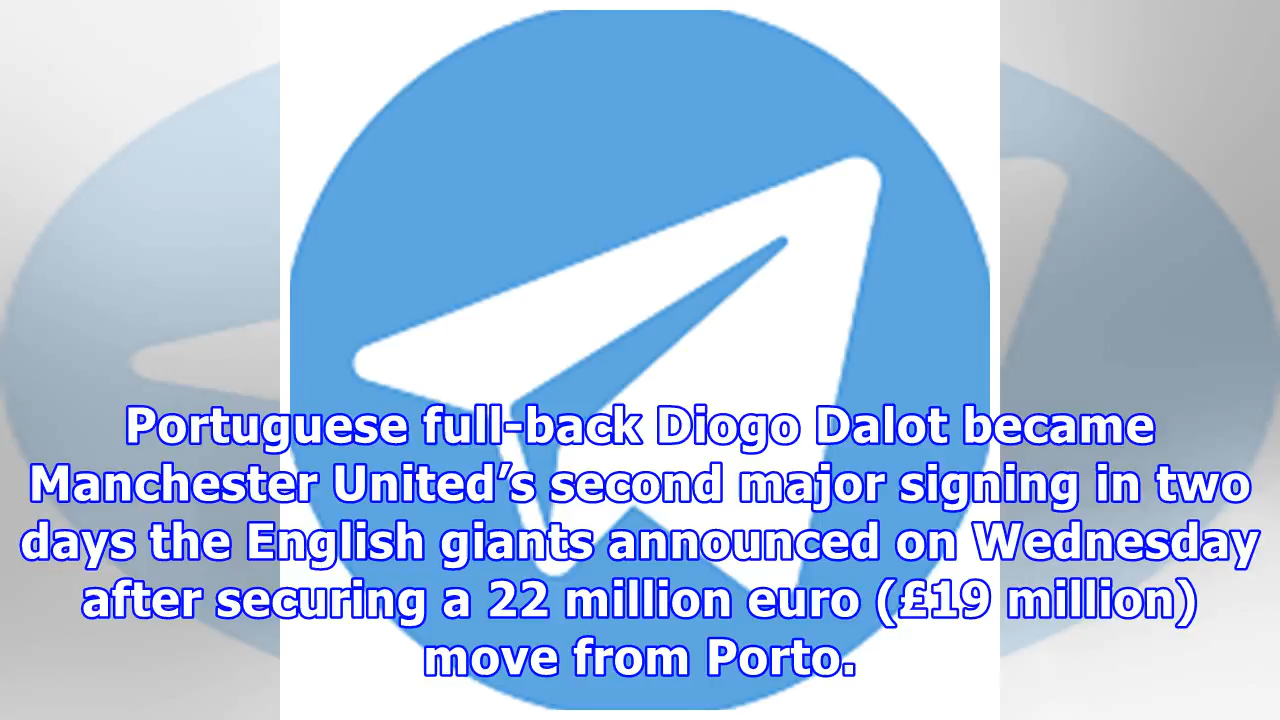 Portuguese full-back Diogo Dalot became
Manchester United’s second major signing in two
days the English giants announced on Wednesday
after securing a 22 million euro (£19 million)
move from Porto.